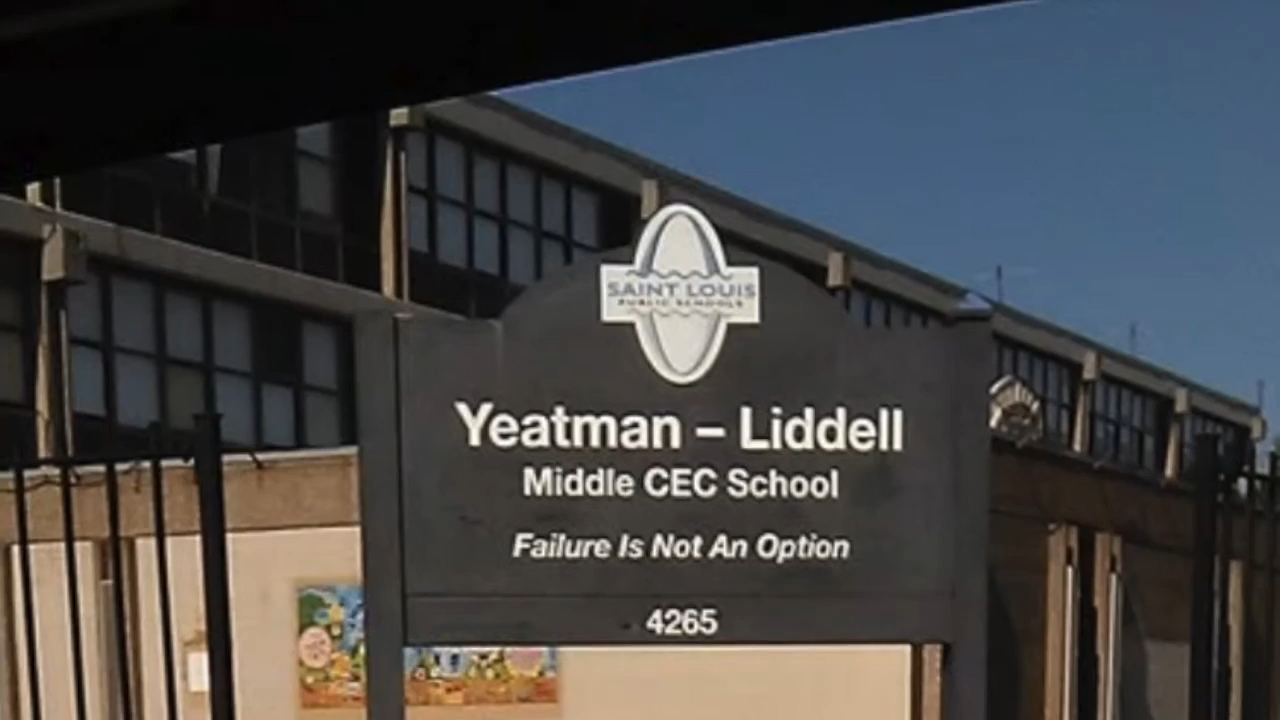 SAINT LOUIS
PUBLIC SCHOOLS
Yeatman – Liddell
Middle CEC School
Failure Is Not An Option
4265